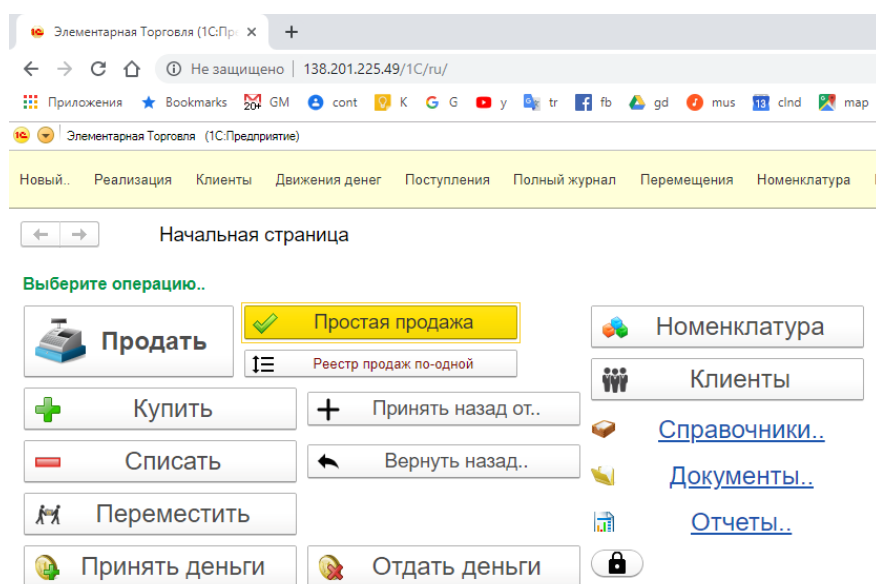 Элементарная Торговля (1С:Пр
Не защищено | 138.201.225.49/1C/ru/
Приложения Bookmarks GM cont K G y tr fb gd mus clnd map
Элементарная Торговля (1С:Предприятие)
Новый.. Реализация Клиенты Движения денег Поступления Полный журнал Перемещения Номенклатура
Начальная страница
Выберите операцию..
Продать
Простая продажа
Реестр продаж по-одной
Номенклатура
Клиенты
Купить
Принять назад от..
Справочники..
Списать
Вернуть назад..
Документы..
Переместить
Отчеты..
Принять деньги
Отдать деньги